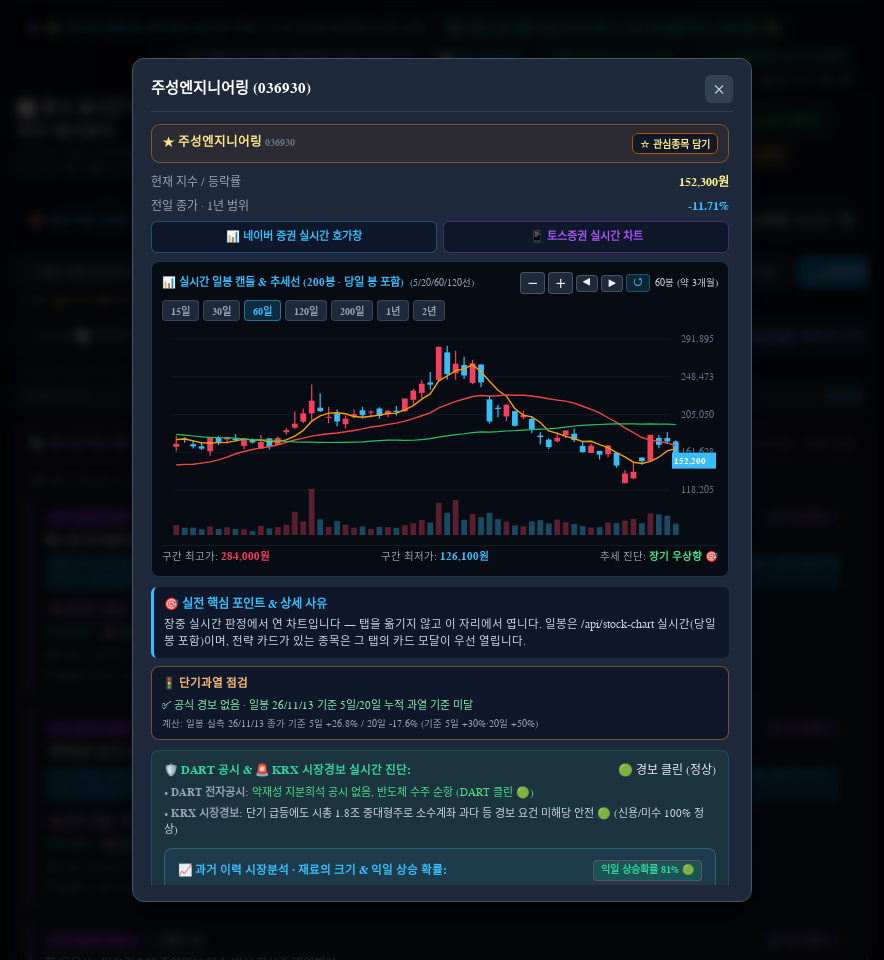 주성엔지니어링 (036930)
×
★ 주성엔지니어링 036930
☆ 관심종목 담기
현재 지수 / 등락률
152,300원
전일 종가 · 1년 범위
-11.71%
📊 네이버 증권 실시간 호가창
📱 토스증권 실시간 차트
📊 실시간 일봉 캔들 & 추세선 (200봉 · 당일 봉 포함) (5/20/60/120선)
− + ◀ ▶ ↺ 60봉 (약 3개월)
15일 30일 60일 120일 200일 1년 2년
291,895
248,473
205,050
152,200
118,205
구간 최고가: 284,000원
구간 최저가: 126,100원
추세 진단: 장기 우상향 🎯
🎯 실전 핵심 포인트 & 상세 사유
장중 실시간 판정에서 연 차트입니다 — 탭을 옮기지 않고 이 자리에서 엽니다. 일봉은 /api/stock-chart 실시간(당일
봉 포함)이며, 전략 카드가 있는 종목은 그 탭의 카드 모달이 우선 열립니다.
🚦 단기과열 점검
✅ 공식 경보 없음 · 일봉 26/11/13 기준 5일/20일 누적 과열 기준 미달
계산: 일봉 실측 26/11/13 종가 기준 5일 +26.8% / 20일 -17.6% (기준 5일 +30%·20일 +50%)
🛡️ DART 공시 & 🚨 KRX 시장경보 실시간 진단:
🟢 경보 클린 (정상)
• DART 전자공시: 악재성 지분희석 공시 없음, 반도체 수주 순항 (DART 클린 🟢)
• KRX 시장경보: 단기 급등에도 시총 1.8조 중대형주로 소수계좌 과다 등 경보 요건 미해당 안전 🟢 (신용/미수 100% 정
상)
📈 과거 이력 시장분석 · 재료의 크기 & 익일 상승 확률:
익일 상승확률 81% 🟢